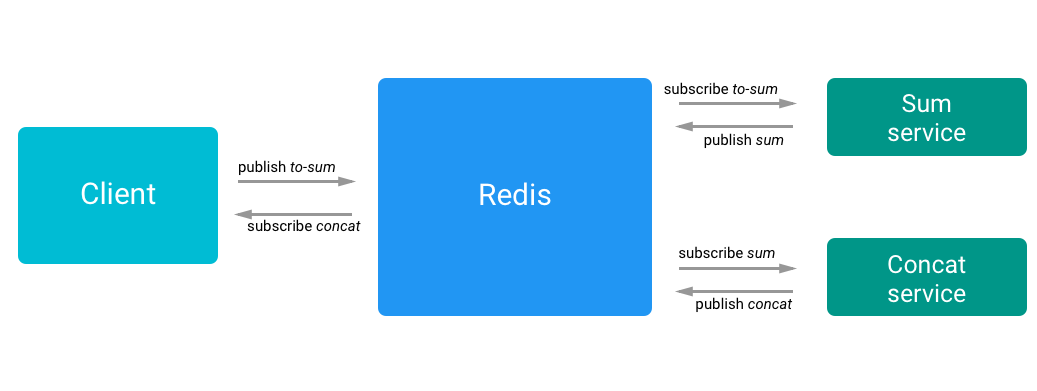 subscribe to-sum
Sum
service
publish sum
publish to-sum
Client
Redis
subscribe concat
subscribe sum
Concat
service
publish concat